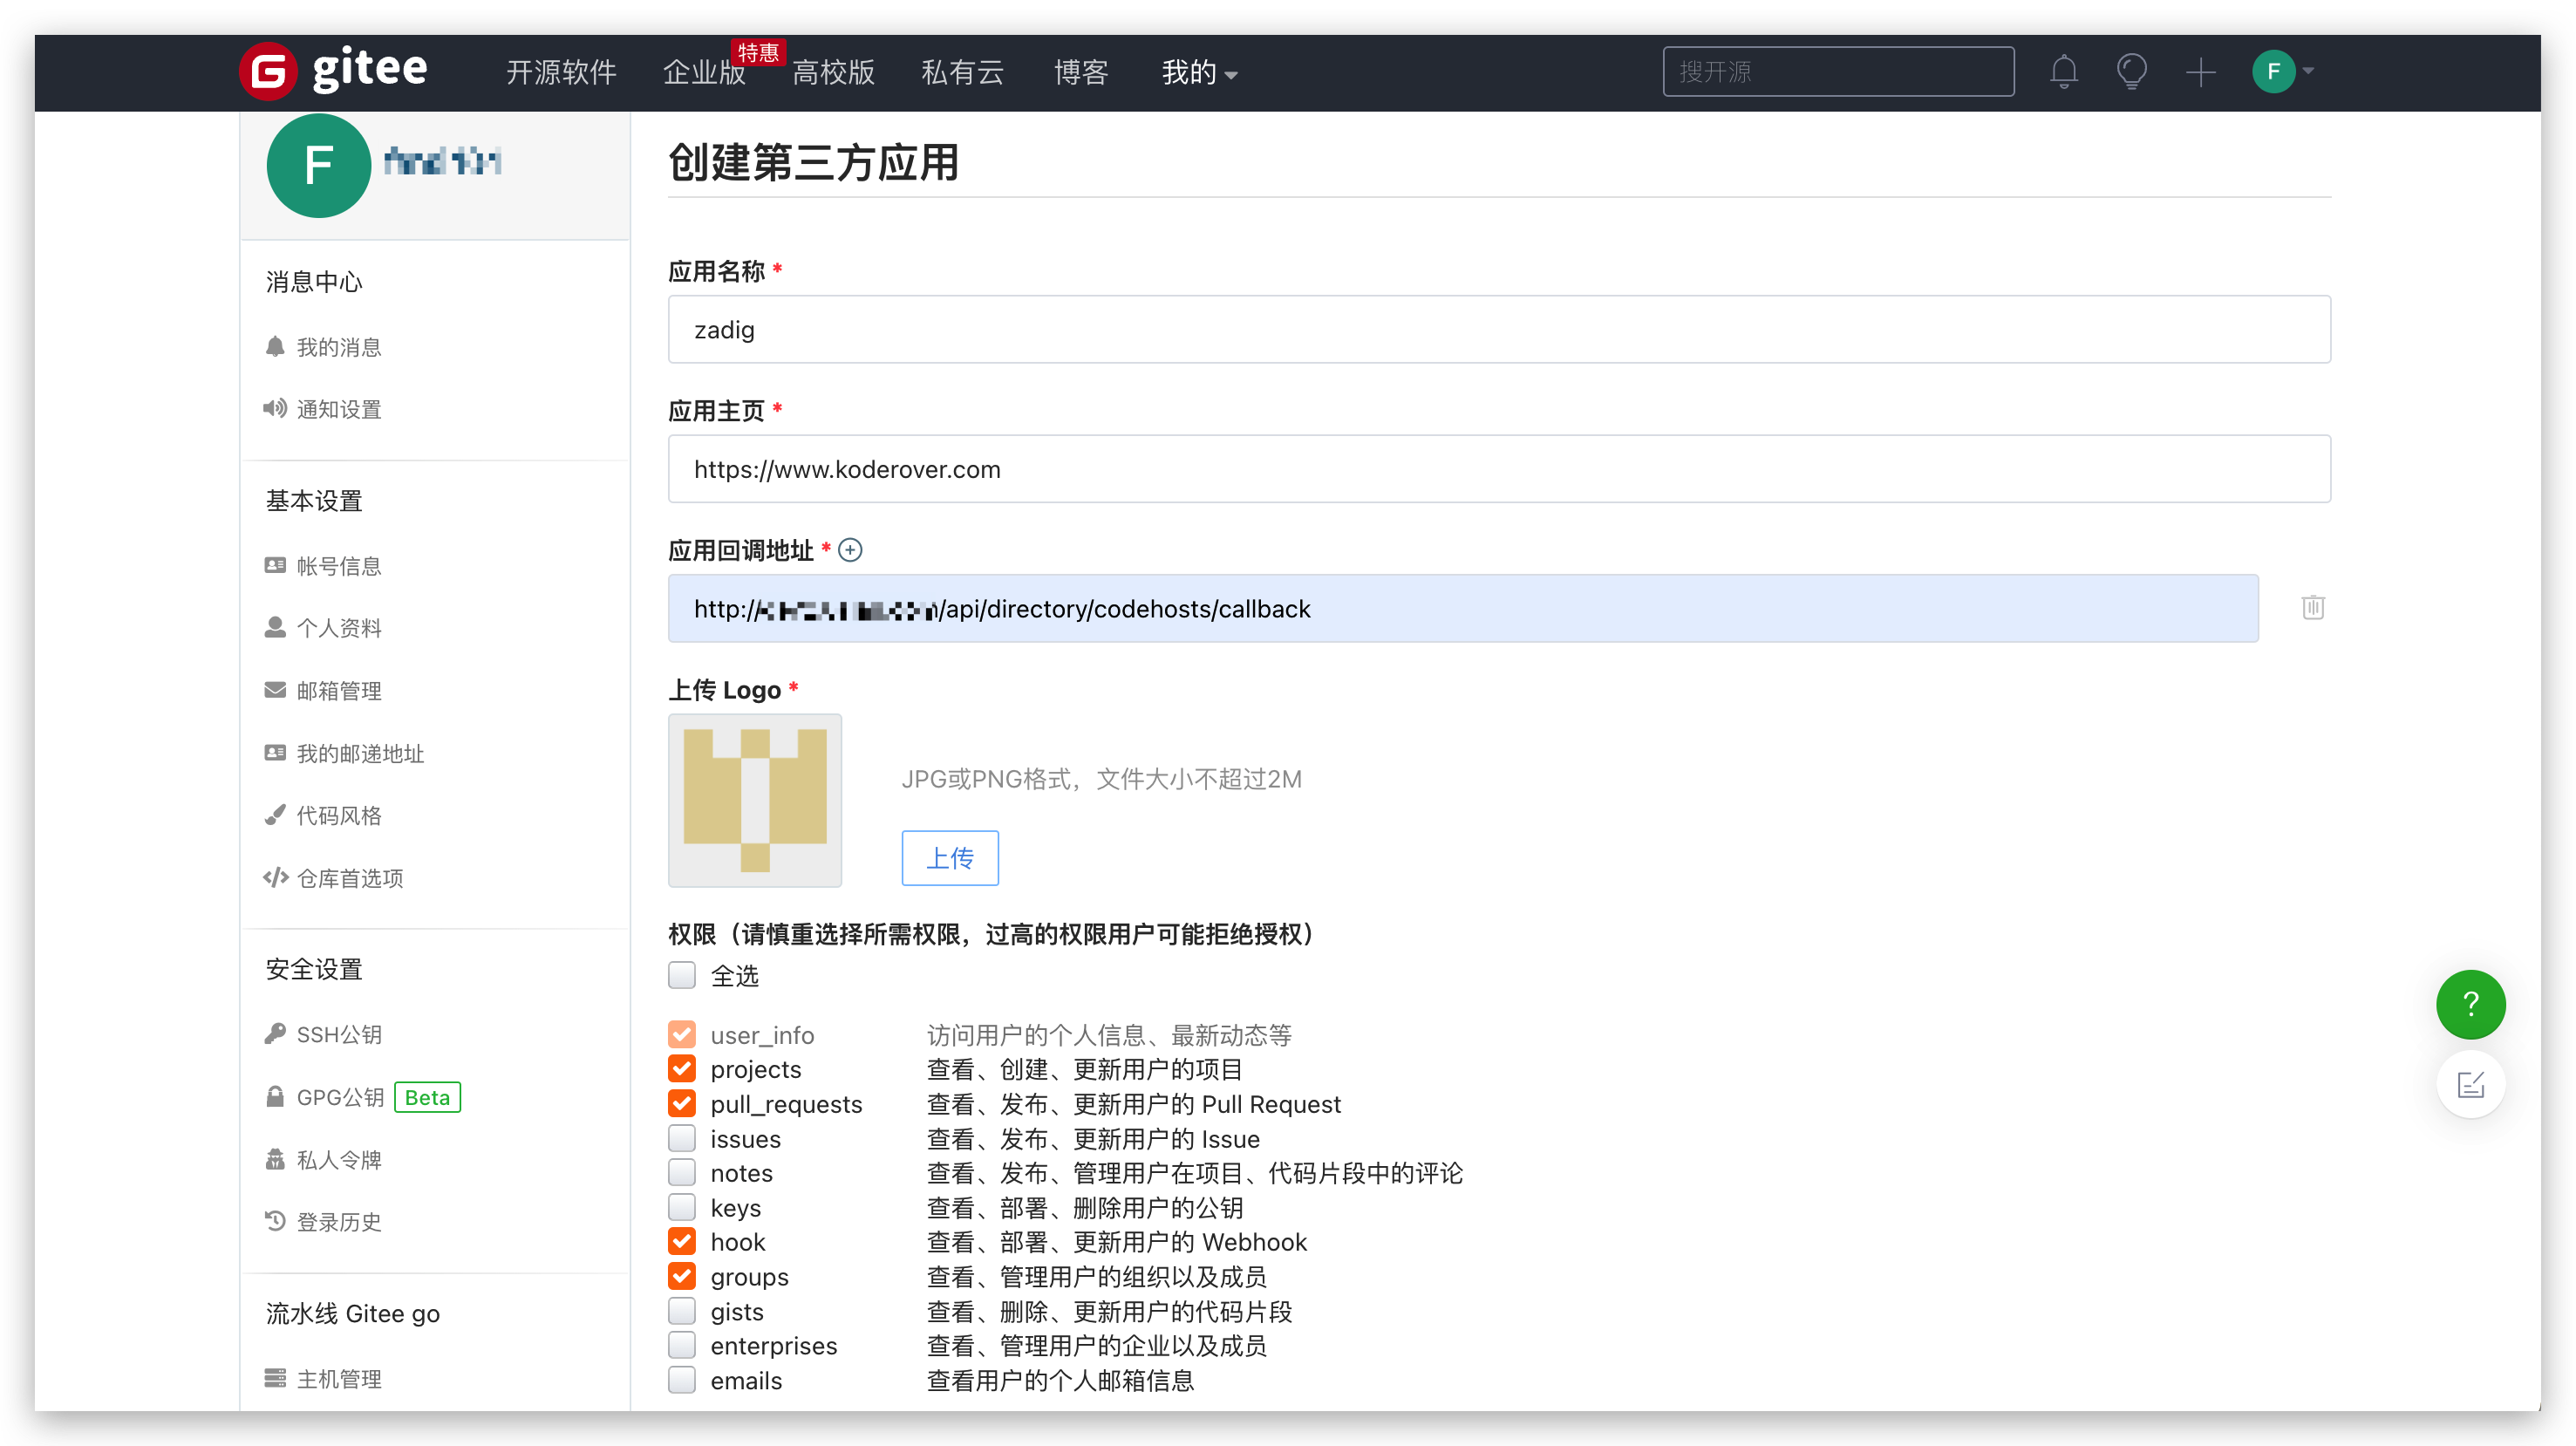 gitee
开源软件
企业版
特惠
高校版
私有云
博客
我的
搜开源
F
F
消息中心
我的消息
通知设置
基本设置
帐号信息
个人资料
邮箱管理
我的邮递地址
代码风格
仓库首选项
安全设置
SSH公钥
GPG公钥 Beta
私人令牌
登录历史
流水线 Gitee go
主机管理
创建第三方应用
应用名称 *
zadig
应用主页 *
https://www.koderover.com
应用回调地址 *
http:// /api/directory/codehosts/callback
上传 Logo *
JPG或PNG格式，文件大小不超过2M
上传
权限（请慎重选择所需权限，过高的权限用户可能拒绝授权）
全选
user_info 访问用户的个人信息、最新动态等
projects 查看、创建、更新用户的项目
pull_requests 查看、发布、更新用户的 Pull Request
issues 查看、发布、更新用户的 Issue
notes 查看、发布、管理用户在项目、代码片段中的评论
keys 查看、部署、删除用户的公钥
hook 查看、部署、更新用户的 Webhook
groups 查看、管理用户的组织以及成员
gists 查看、删除、更新用户的代码片段
enterprises 查看、管理用户的企业以及成员
emails 查看用户的个人邮箱信息
?